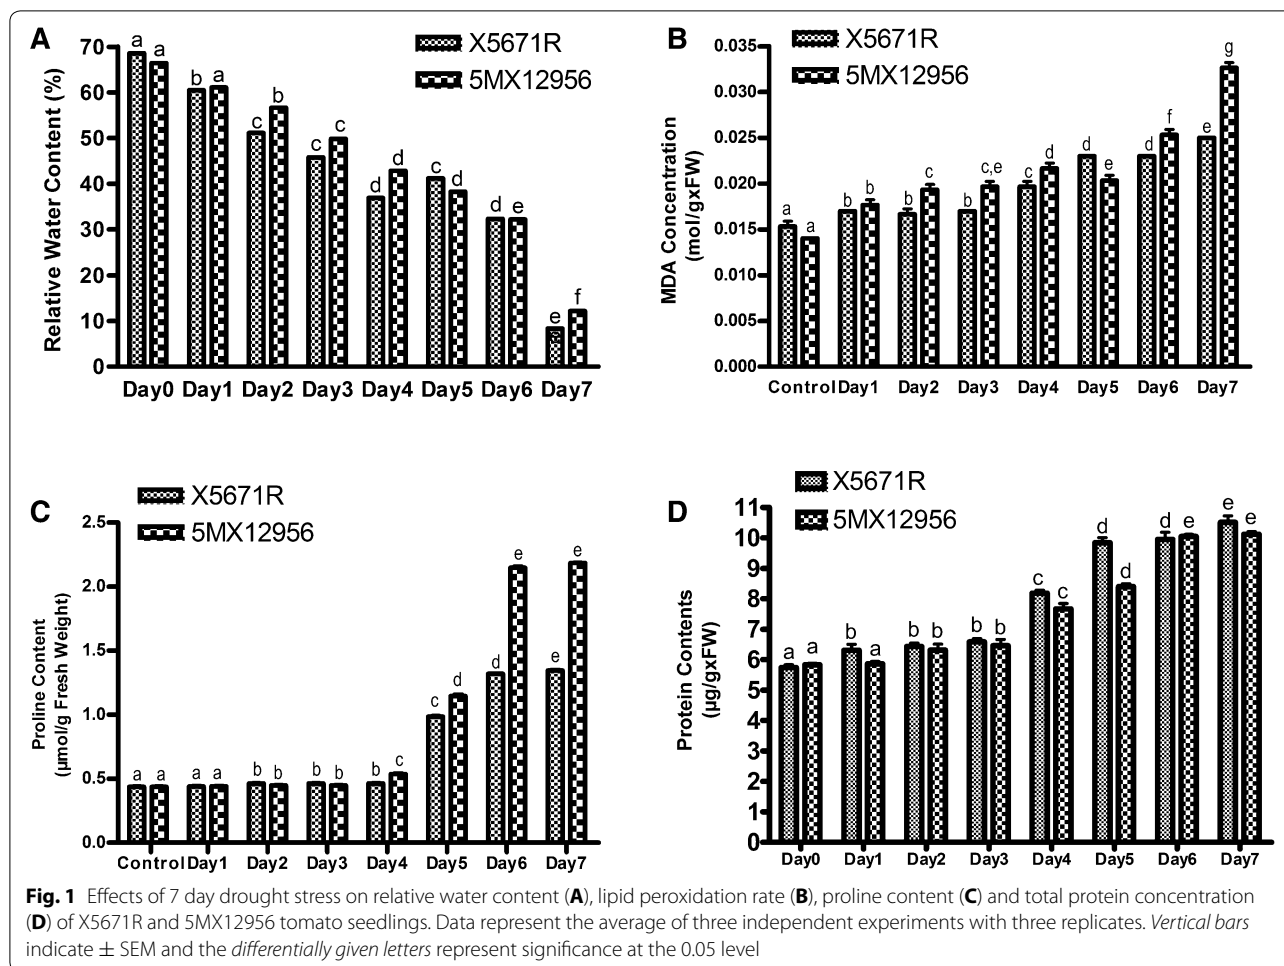 A
X5671R
5MX12956
Relative Water Content (%)
70
60
50
40
30
20
10
0
a a b a c b c c d d c d d e e f
Day0 Day1 Day2 Day3 Day4 Day5 Day6 Day7
B
X5671R
5MX12956
MDA Concentration
(mol/gxFW)
0.035
0.030
0.025
0.020
0.015
0.010
0.005
0.000
a a b b b c b c,e c d d e d f e g
Control Day1 Day2 Day3 Day4 Day5 Day6 Day7
C
X5671R
5MX12956
Proline Content
(µmol/g Fresh Weight)
2.5
2.0
1.5
1.0
0.5
0.0
a a a a b b b b b c c d d e e e
Control Day1 Day2 Day3 Day4 Day5 Day6 Day7
D
X5671R
5MX12956
Protein Contents
(µg/gxFW)
11
10
9
8
7
6
5
4
3
2
1
0
a a b a b b b b c c d d d e e e
Day0 Day1 Day2 Day3 Day4 Day5 Day6 Day7
Fig. 1 Effects of 7 day drought stress on relative water content (A), lipid peroxidation rate (B), proline content (C) and total protein concentration
(D) of X5671R and 5MX12956 tomato seedlings. Data represent the average of three independent experiments with three replicates. Vertical bars
indicate ± SEM and the differentially given letters represent significance at the 0.05 level